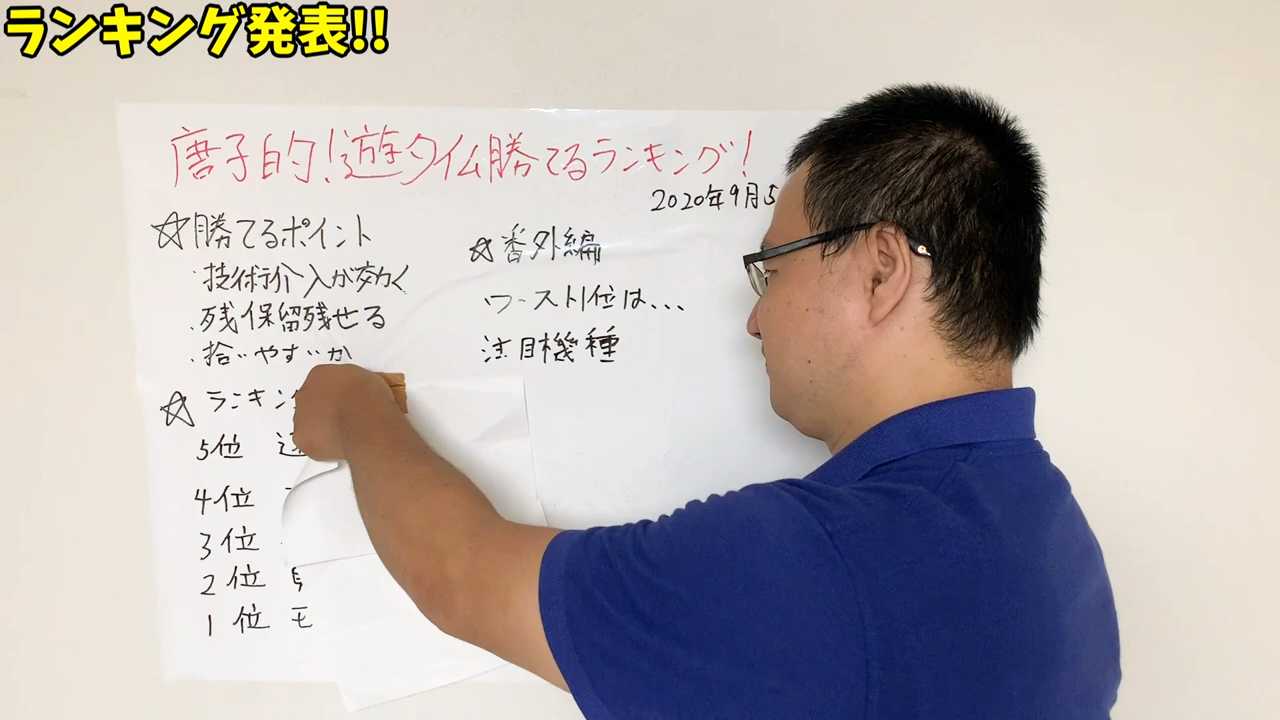 ランキング発表!!
磨子的!遊タイム勝てるランキング!
2020年9月5
☆勝てるポイント
・技術介入が効く
・残保留残せる
・拾いやすいか
☆番外編
ワースト1位は...
注目機種
☆ランキング
5位
4位
3位
2位
1位 モ